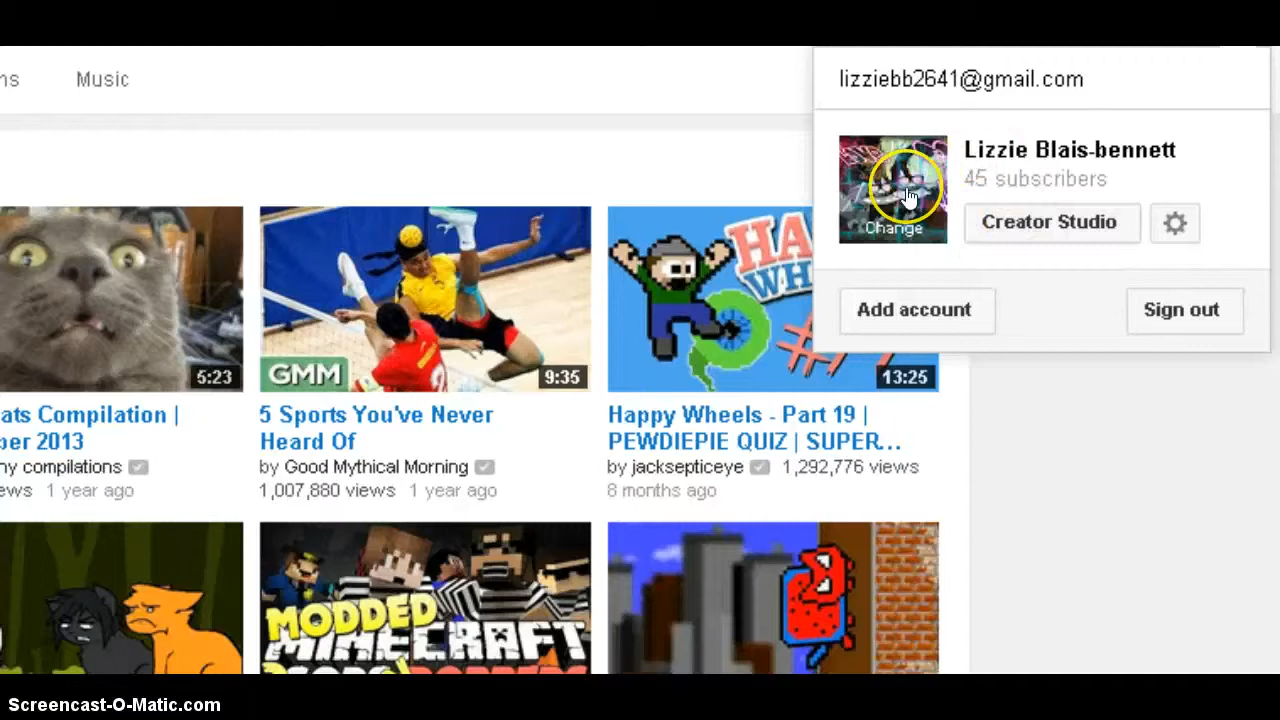 ns Music
lizziebb2641@gmail.com
Lizzie Blais-bennett
45 subscribers
Change
Creator Studio
Add account
Sign out
5:23
GMM
9:35
HA
WH
#
13:25
ats Compilation |
ber 2013
ny compilations
ews 1 year ago
5 Sports You've Never
Heard Of
by Good Mythical Morning
1,007,880 views 1 year ago
Happy Wheels - Part 19 |
PEWDIEPIE QUIZ | SUPER...
by jacksepticeye 1,292,776 views
8 months ago
MODDED
MINECRAFT
Screencast-O-Matic.com